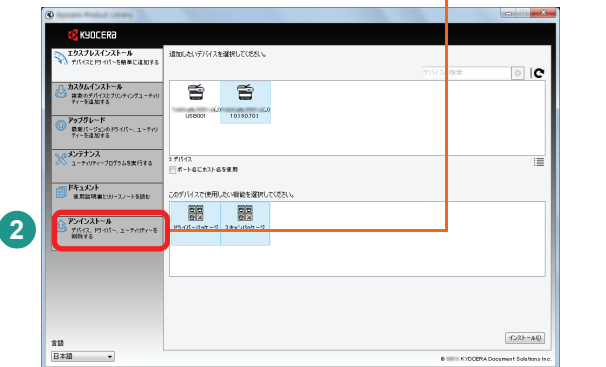 KYOCERA
エクスプレスインストール
デバイスとドライバーを簡単に追加する
カスタムインストール
複数のデバイスとプリンティングユーティリ
ティーを追加する
アップグレード
最新バージョンのドライバー、ユーティリ
ティーを追加する
メンテナンス
ユーティリティープログラムを実行する
ドキュメント
使用説明書とリリースノートを読む
2
アンインストール
デバイス、ドライバー、ユーティリティーを
削除する
言語
日本語
追加したいデバイスを選択してください。
デバイスの検索
USB001
10.180.70.1
2 デバイス
ポート名にホスト名を使用
このデバイスで使用したい機能を選択してください。
ドライバーパッケージ
スキャンパッケージ
インストール(I)
KYOCERA Document Solutions Inc.